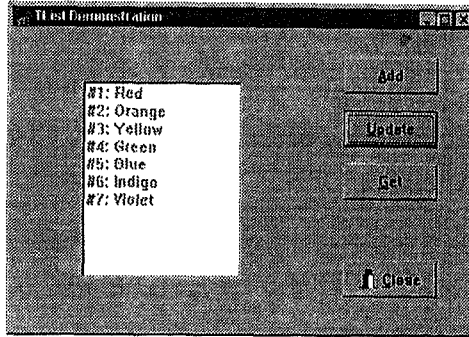 TList Demonstration
#1: Red
#2: Orange
#3: Yellow
#4: Green
#5: Blue
#6: Indigo
#7: Violet
Add
Update
Get
Close